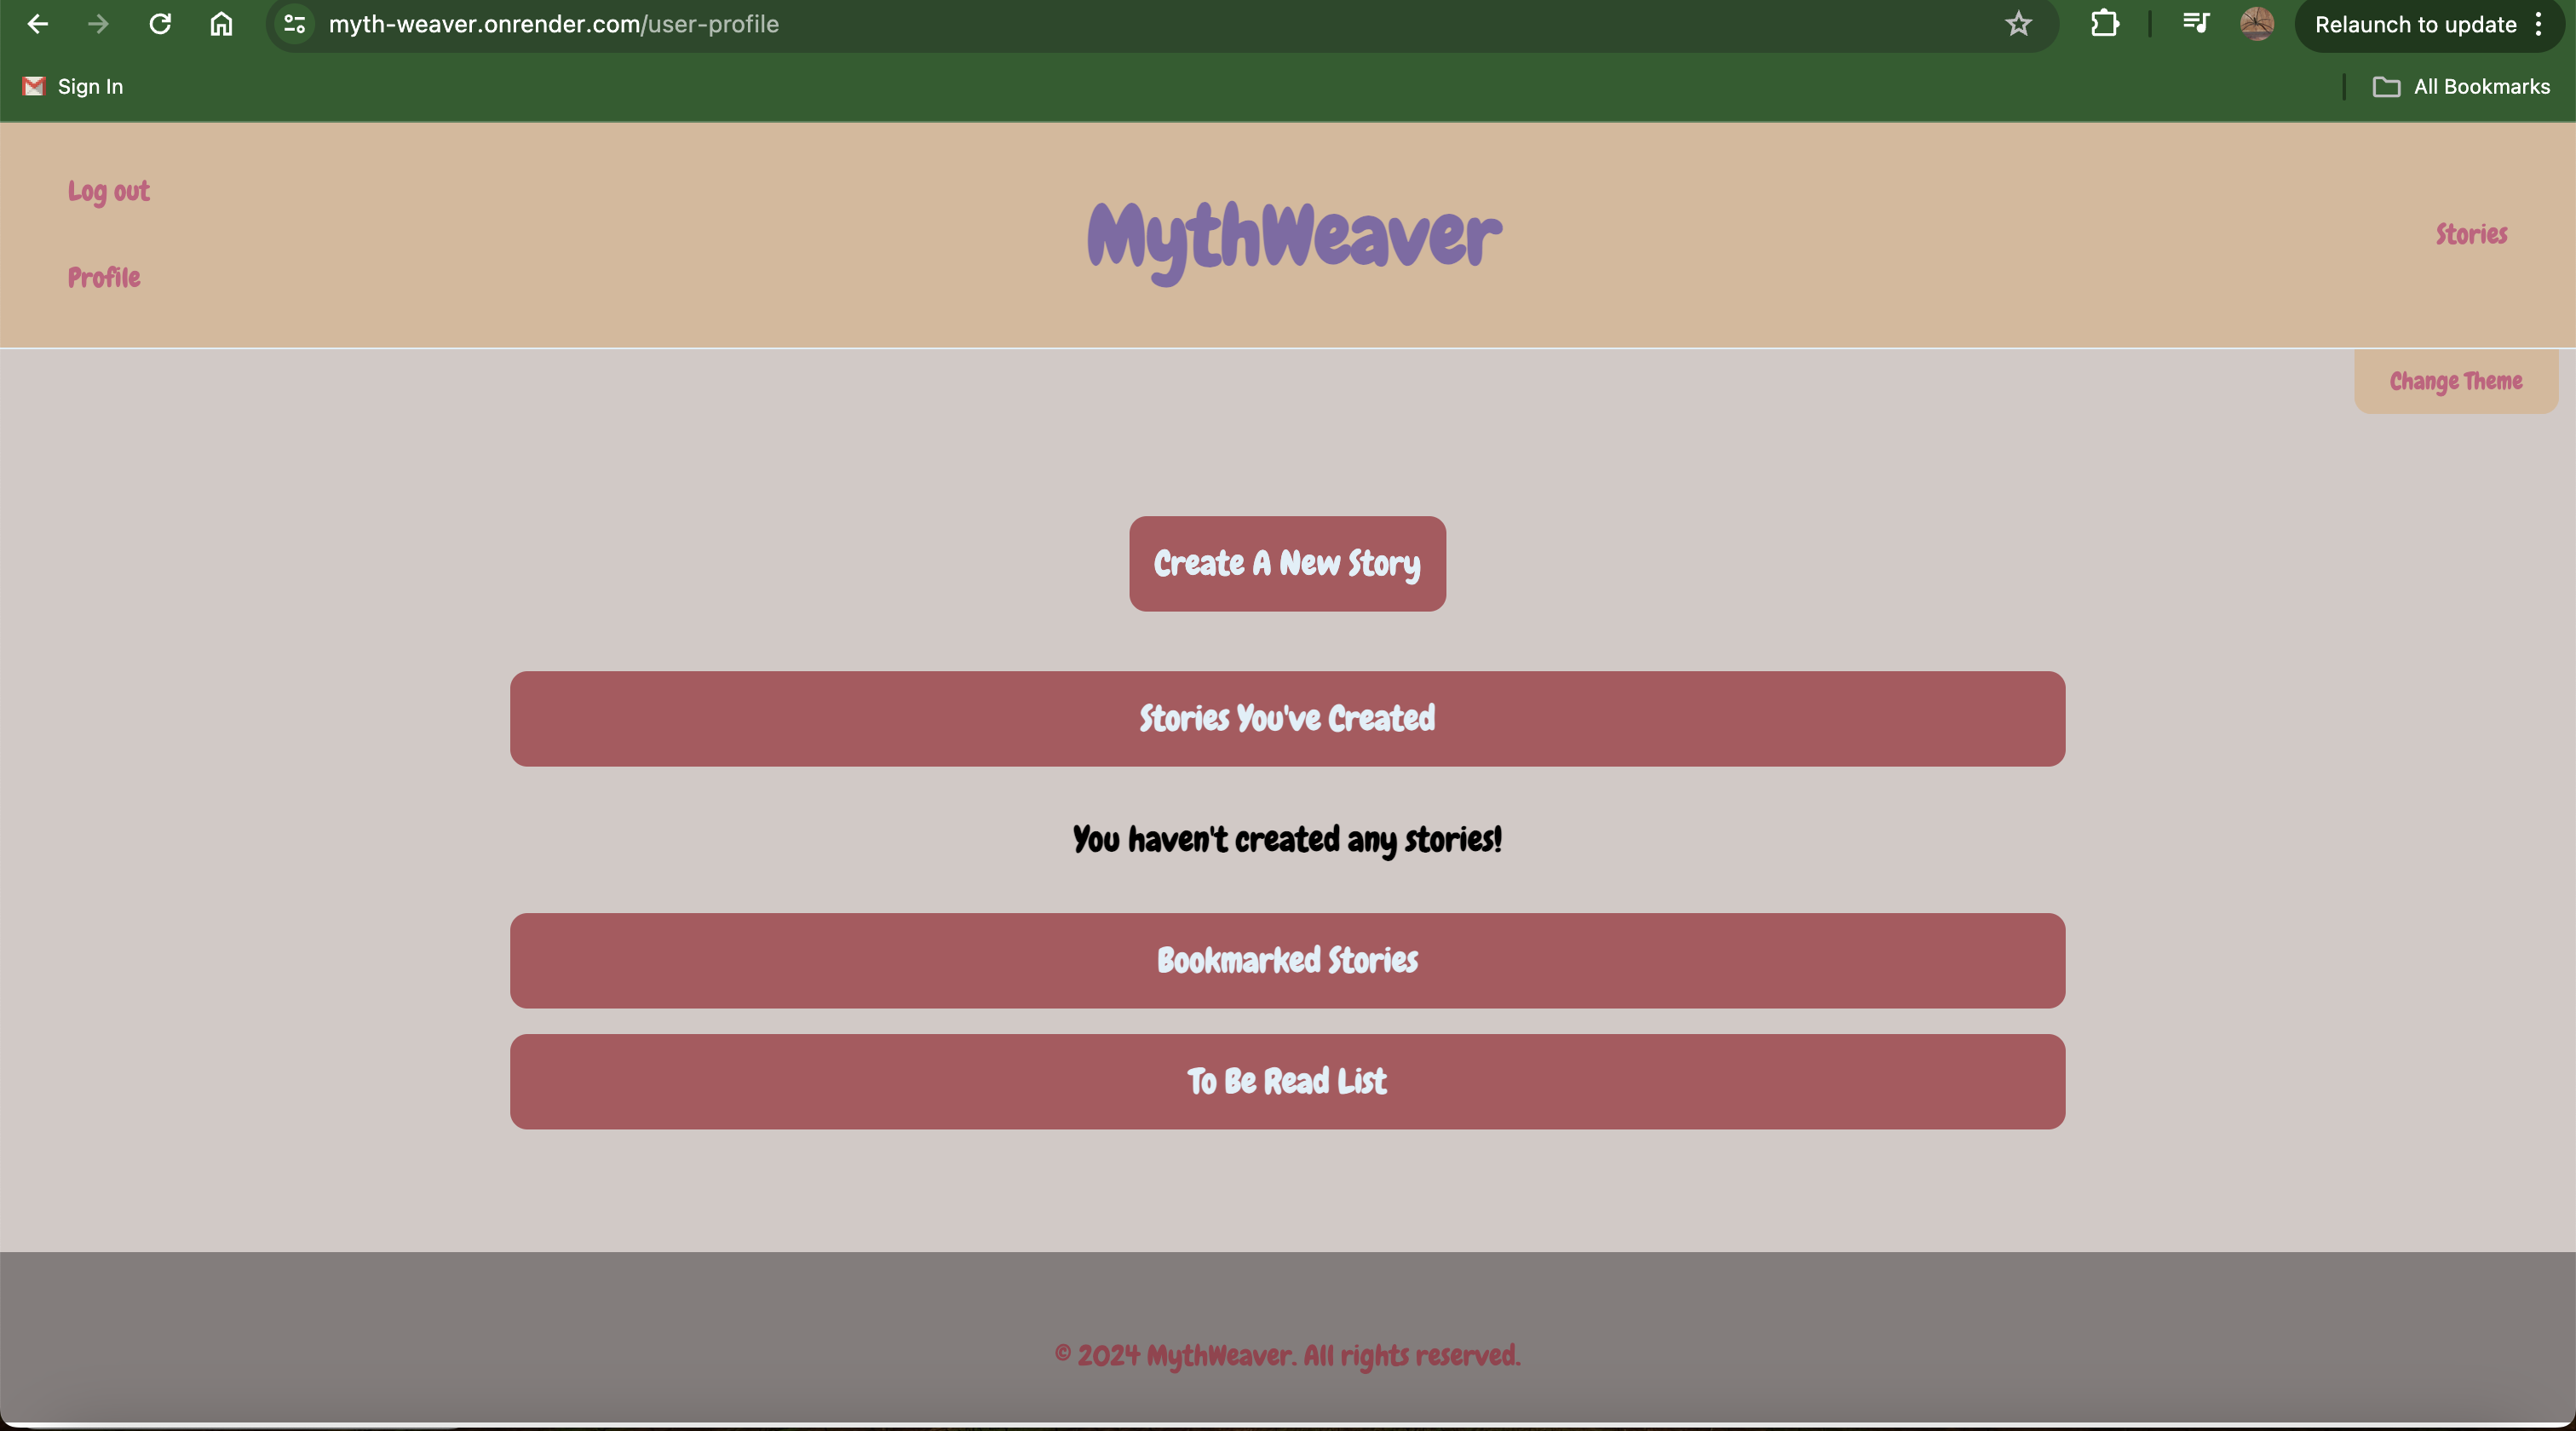 myth-weaver.onrender.com/user-profile
Relaunch to update
Sign In
All Bookmarks
Log out
Profile
MythWeaver
Stories
Change Theme
Create A New Story
Stories You've Created
You haven't created any stories!
Bookmarked Stories
To Be Read List
© 2024 MythWeaver. All rights reserved.